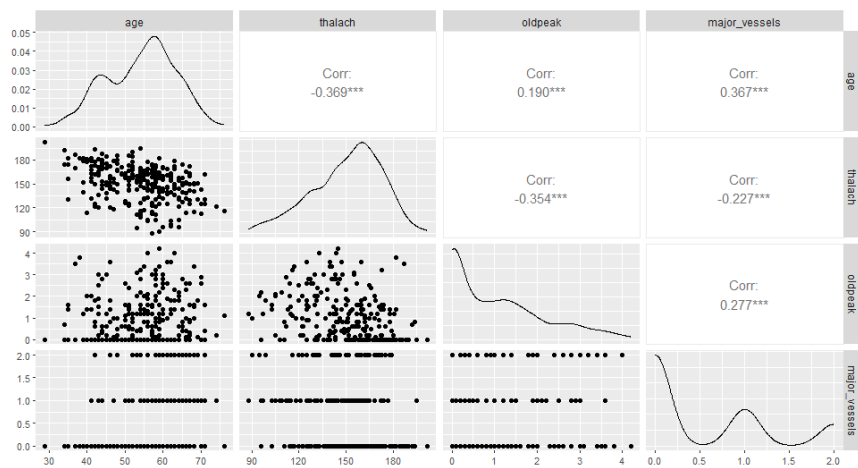 age thalach oldpeak major_vessels
0.05
0.04
0.03
0.02
0.01
0.00
Corr:
-0.369***
Corr:
0.190***
Corr:
0.367***
age
180
150
120
90
Corr:
-0.354***
Corr:
-0.227***
thalach
4
3
2
1
0
Corr:
0.277***
oldpeak
2.0
1.5
1.0
0.5
0.0
major_vessels
30 40 50 60 70 90 120 150 180 0 1 2 3 4 0.0 0.5 1.0 1.5 2.0